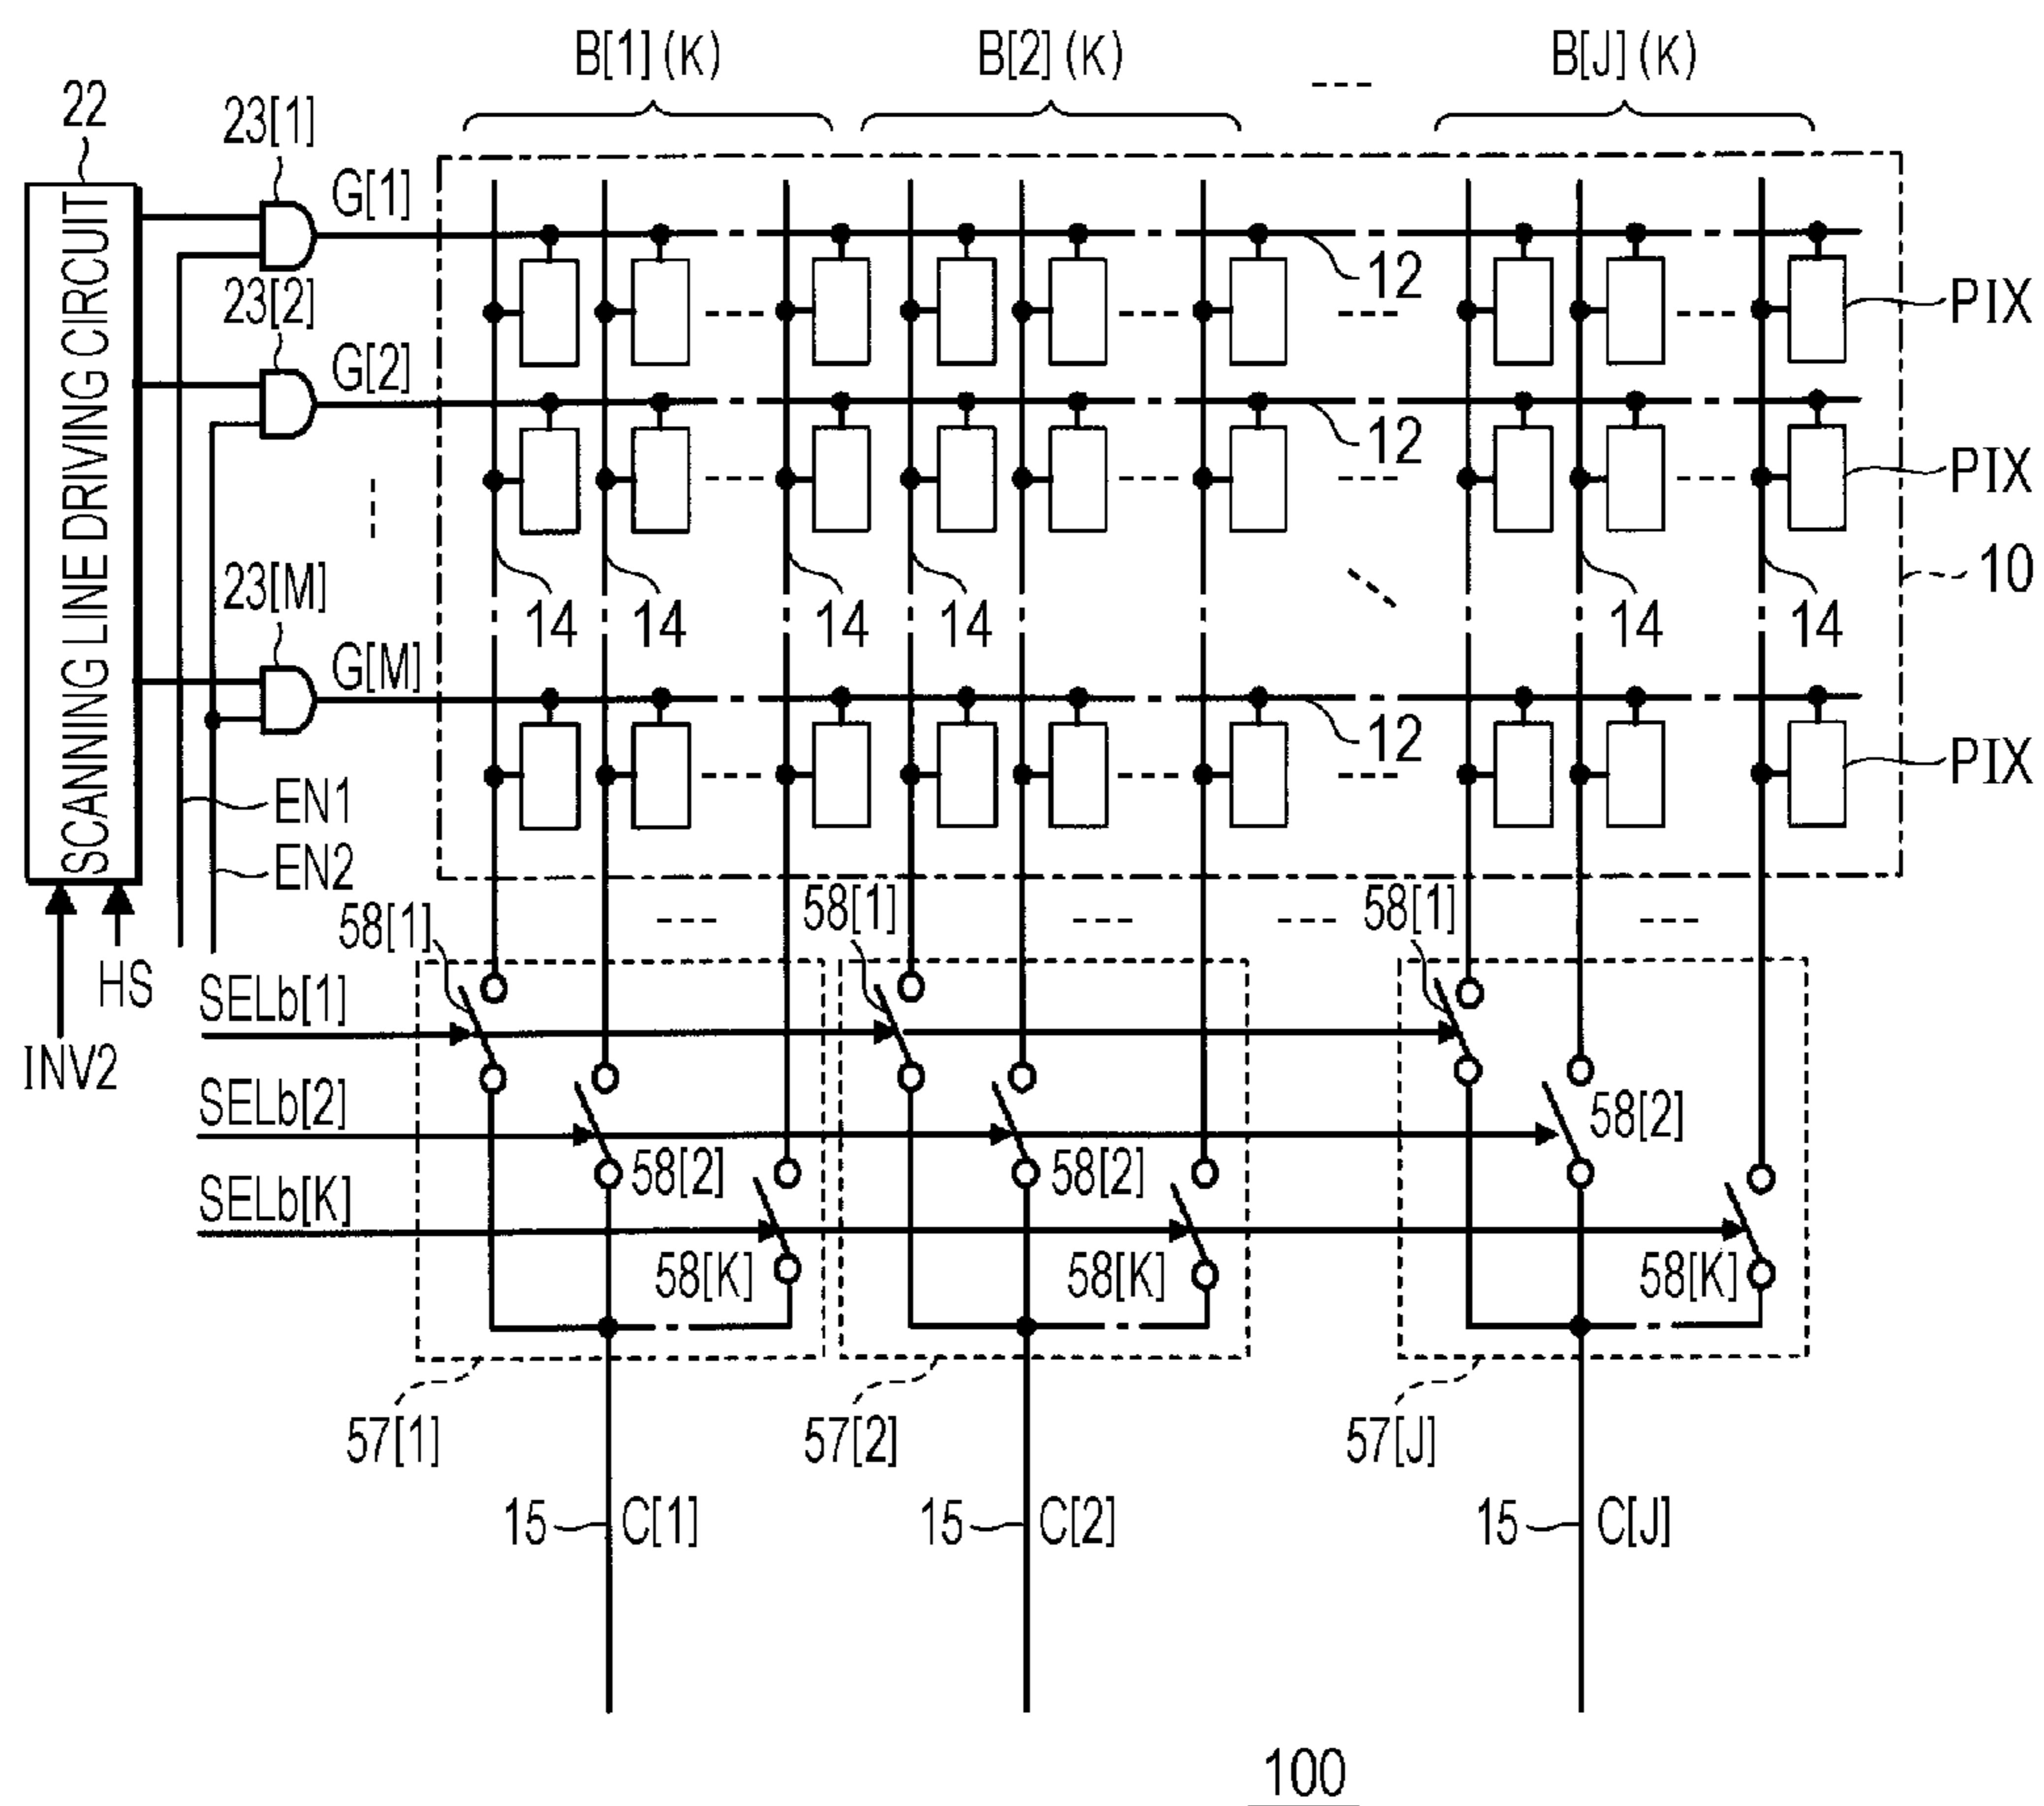 B[1](K) B[2](K) ---- B[J](K)
22
23[1]
G[1]
12
PIX
23[2]
G[2]
12
PIX
SCANNING LINE DRIVING CIRCUIT
10
23[M]
14 14 14 14 14 14
G[M]
12
PIX
EN1
EN2
58[1] 58[1] 58[1]
HS
SELb[1]
INV2
SELb[2]
58[2] 58[2] 58[2]
SELb[K]
58[K] 58[K] 58[K]
57[1] 57[2] 57[J]
15 C[1] 15 C[2] 15 C[J]
100